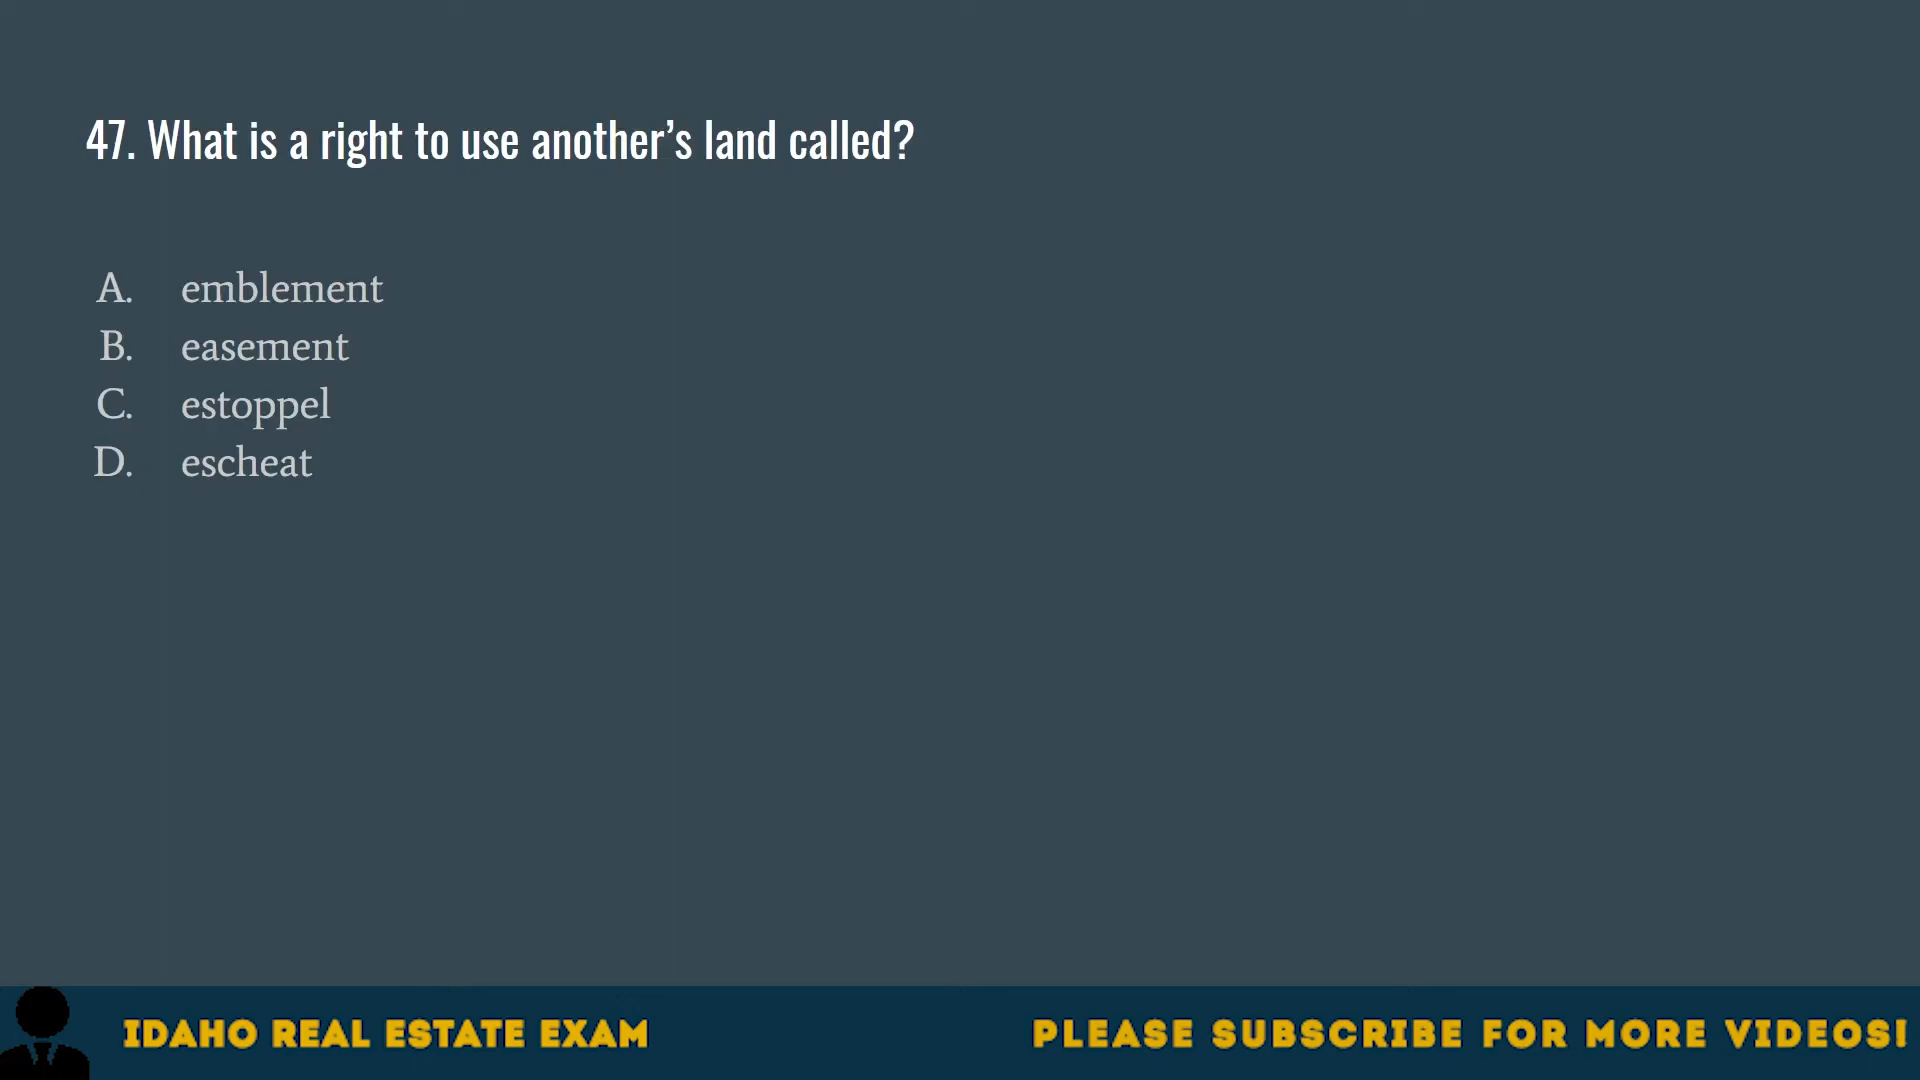 47. What is a right to use another’s land called?
A. emblement
B. easement
C. estoppel
D. escheat
IDAHO REAL ESTATE EXAM
PLEASE SUBSCRIBE FOR MORE VIDEOS!